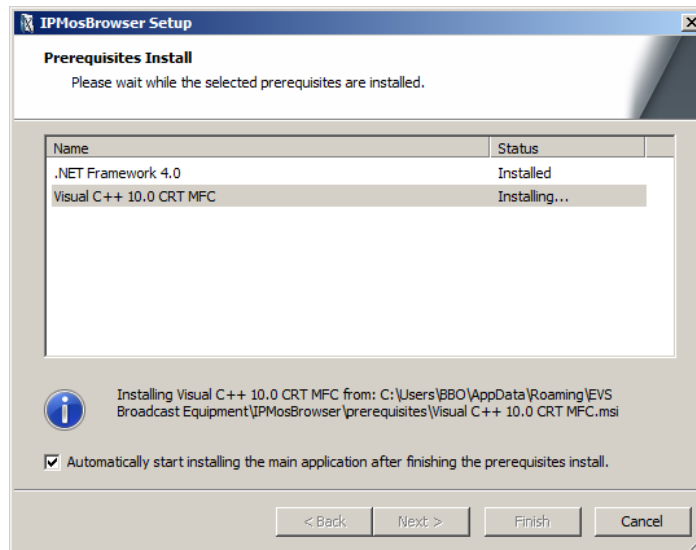 IPMosBrowser Setup
Prerequisites Install
Please wait while the selected prerequisites are installed.
Name Status
.NET Framework 4.0 Installed
Visual C++ 10.0 CRT MFC Installing...
Installing Visual C++ 10.0 CRT MFC from: C:\Users\BBO\AppData\Roaming\EVS
Broadcast Equipment\IPMosBrowser\prerequisites\Visual C++ 10.0 CRT MFC.msi
Automatically start installing the main application after finishing the prerequisites install.
< Back Next > Finish Cancel